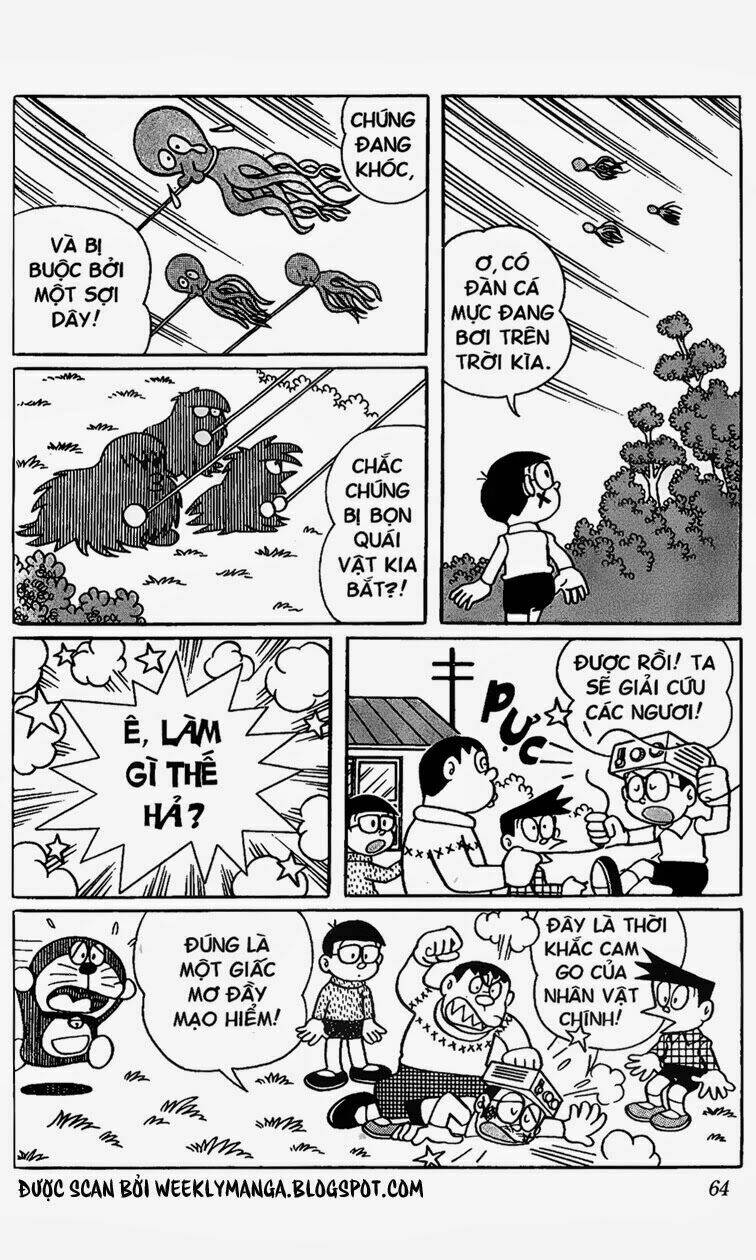 Ơ, CÓ
ĐÀN CÁ
MỰC ĐANG
BƠI TRÊN
TRỜI KÌA.
CHÚNG
ĐANG
KHÓC,
VÀ BỊ
BUỘC BỞI
MỘT SỢI
DÂY!
CHẮC
CHÚNG
BỊ BỌN
QUÁI
VẬT KIA
BẮT?!
ĐƯỢC RỒI! TA
SẼ GIẢI CỨU
CÁC NGƯƠI!
PỰC
Ê, LÀM
GÌ THẾ
HẢ?
ĐÂY LÀ THỜI
KHẮC CAM
GO CỦA
NHÂN VẬT
CHÍNH!
ĐÚNG LÀ
MỘT GIẤC
MƠ ĐẦY
MẠO HIỂM!
ĐƯỢC SCAN BỞI WEEKLYMANGA.BLOGSPOT.COM
64